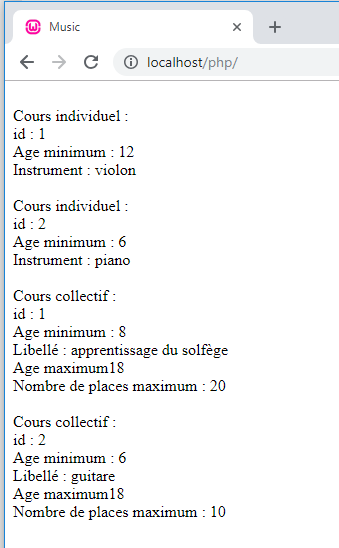 Music
localhost/php/
Cours individuel :
id : 1
Age minimum : 12
Instrument : violon
Cours individuel :
id : 2
Age minimum : 6
Instrument : piano
Cours collectif :
id : 1
Age minimum : 8
Libellé : apprentissage du solfège
Age maximum18
Nombre de places maximum : 20
Cours collectif :
id : 2
Age minimum : 6
Libellé : guitare
Age maximum18
Nombre de places maximum : 10